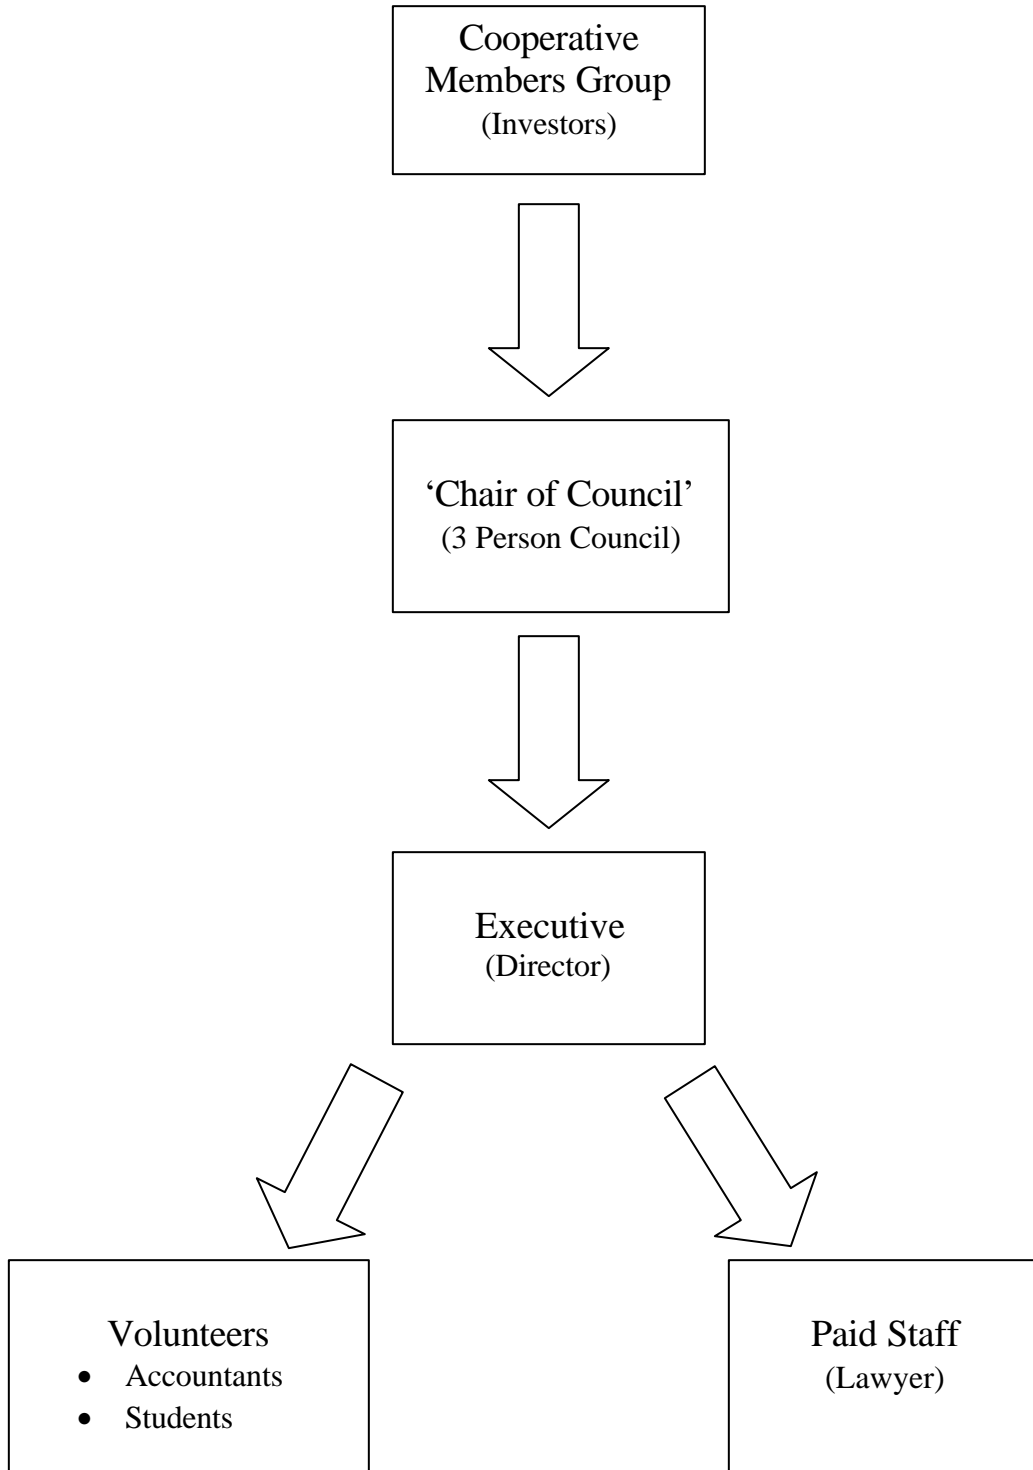 Cooperative
Members Group
(Investors)
‘Chair of Council’
(3 Person Council)
Executive
(Director)
Volunteers
• Accountants
• Students
Paid Staff
(Lawyer)